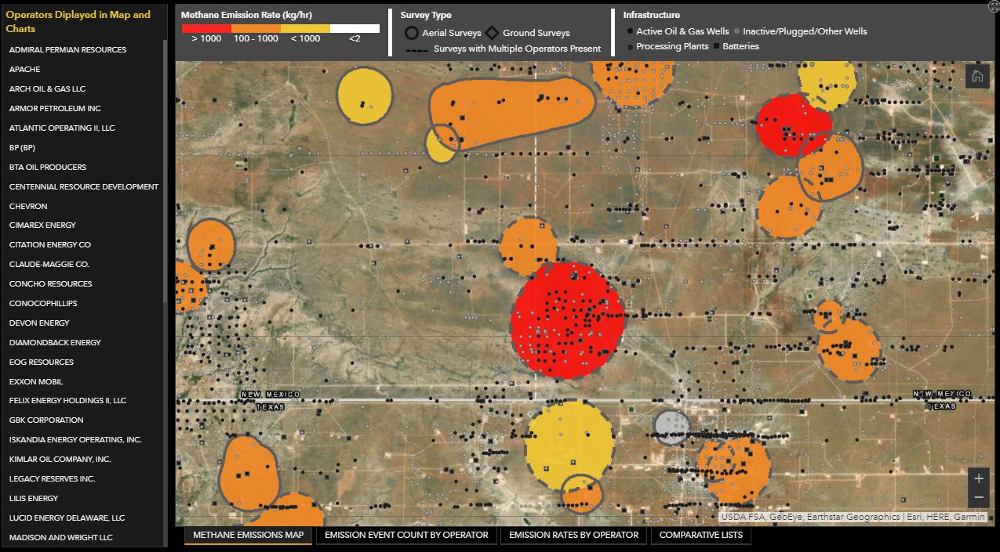 Operators Diplayed in Map and
Charts
ADMIRAL PERMIAN RESOURCES
APACHE
ARCH OIL & GAS LLC
ARMOR PETROLEUM INC
ATLANTIC OPERATING II, LLC
BP (BP)
BTA OIL PRODUCERS
CENTENNIAL RESOURCE DEVELOPMENT
CHEVRON
CIMAREX ENERGY
CITATION ENERGY CO
CLAUDE-MAGGIE CO.
CONCHO RESOURCES
CONOCOPHILLIPS
DEVON ENERGY
DIAMONDBACK ENERGY
EOG RESOURCES
EXXON MOBIL
FELIX ENERGY HOLDINGS II, LLC
GBK CORPORATION
ISKANDIA ENERGY OPERATING, INC.
KIMLAR OIL COMPANY, INC.
LEGACY RESERVES INC.
LILIS ENERGY
LUCID ENERGY DELAWARE, LLC
MADISON AND WRIGHT LLC
Methane Emission Rate (kg/hr)
> 1000 100 - 1000 < 1000 <2
Survey Type
Aerial Surveys Ground Surveys
Surveys with Multiple Operators Present
Infrastructure
Active Oil & Gas Wells Inactive/Plugged/Other Wells
Processing Plants Batteries
NEW MEXICO
TEXAS
NEW MEXICO
TEXAS
+
−
USDA FSA, GeoEye, Earthstar Geographics | Esri, HERE, Garmin
METHANE EMISSIONS MAP EMISSION EVENT COUNT BY OPERATOR EMISSION RATES BY OPERATOR COMPARATIVE LISTS